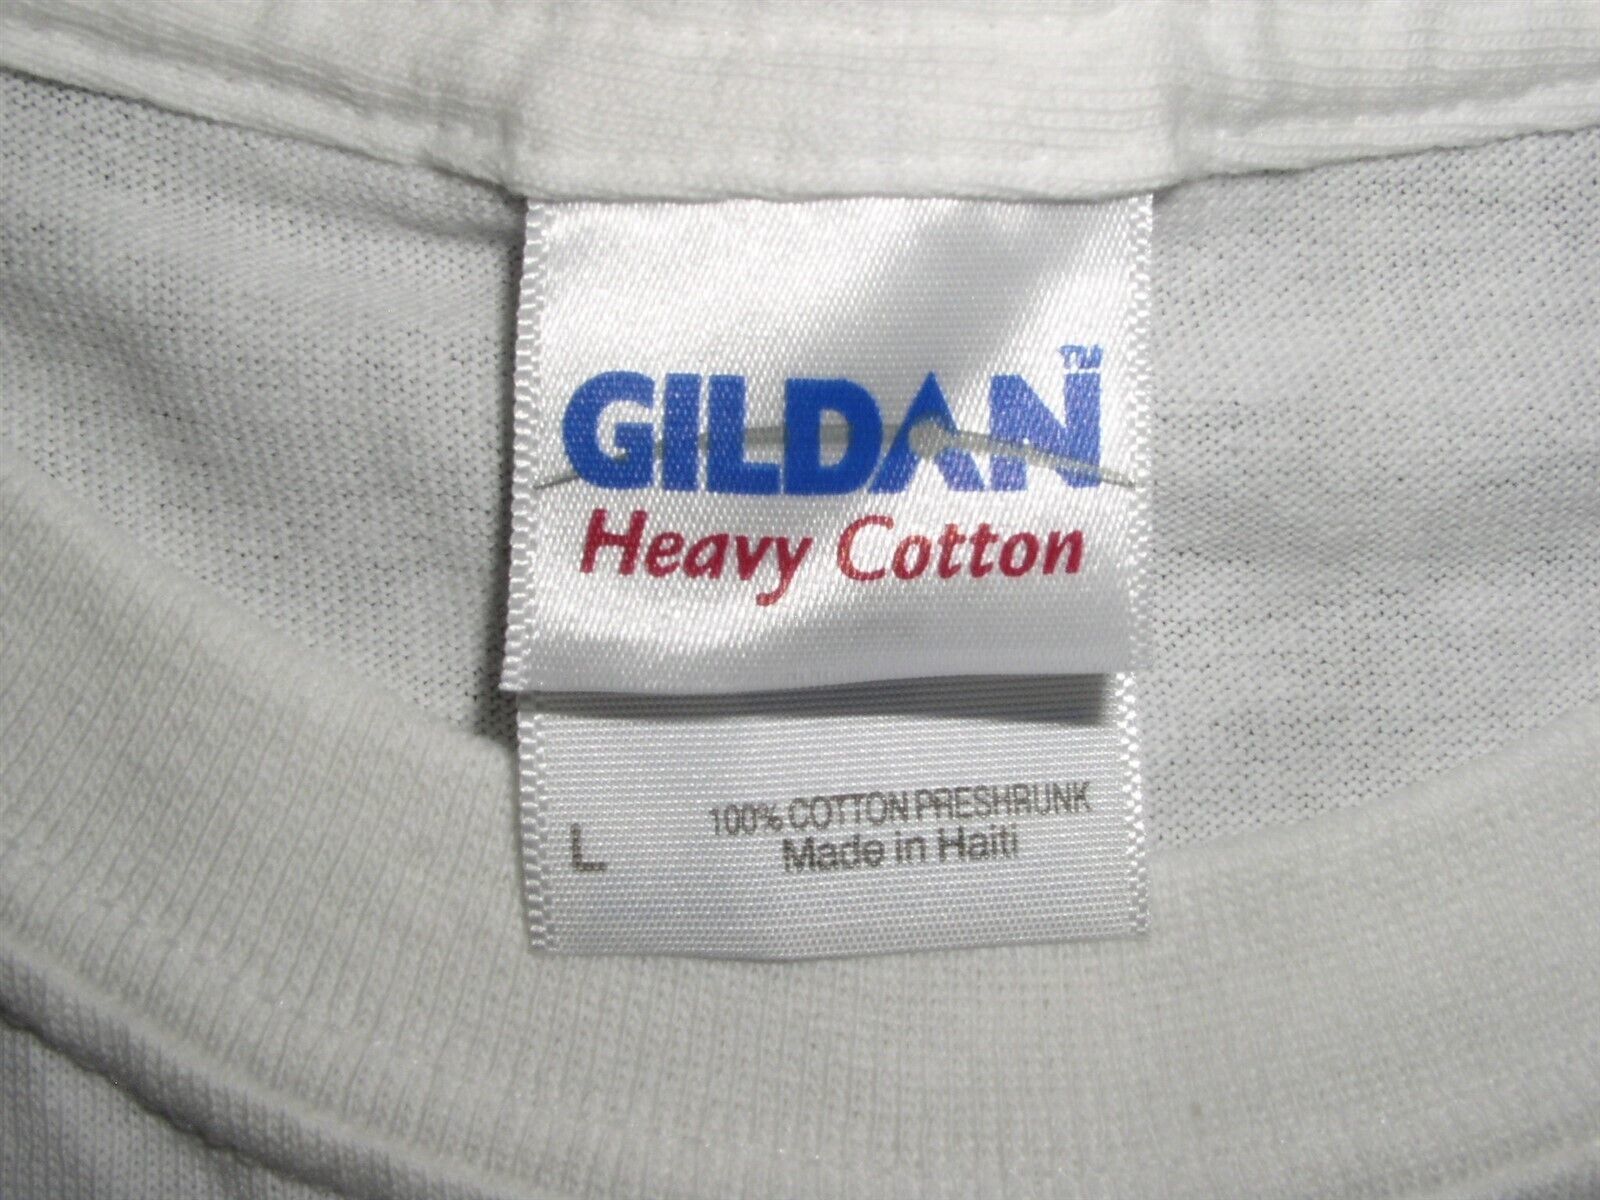 GILDAN™
Heavy Cotton
100% COTTON PRESHRUNK
L Made in Haiti